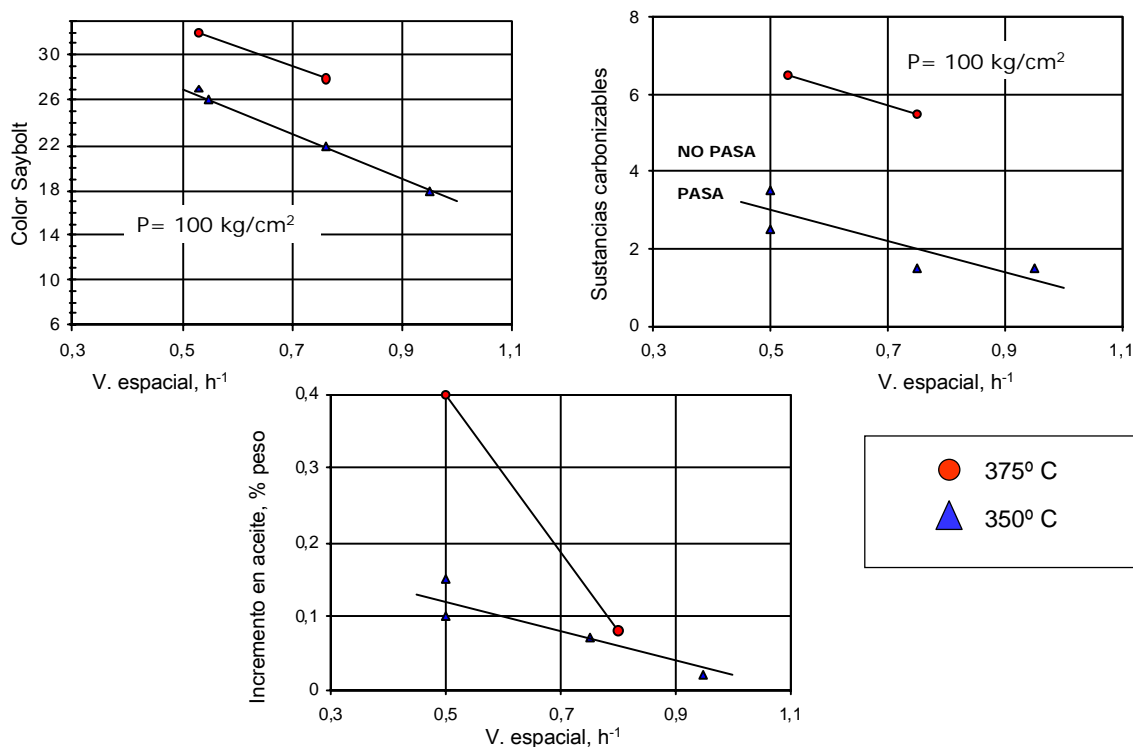 Color Saybolt
30
26
22
18
14
10
6
P= 100 kg/cm²
0,3
0,5
0,7
0,9
1,1
V. espacial, h⁻¹
Sustancias carbonizables
8
6
4
2
0
P= 100 kg/cm²
NO PASA
PASA
0,3
0,5
0,7
0,9
1,1
V. espacial, h⁻¹
Incremento en aceite, % peso
0,4
0,3
0,2
0,1
0
0,3
0,5
0,7
0,9
1,1
V. espacial, h⁻¹
375º C
350º C